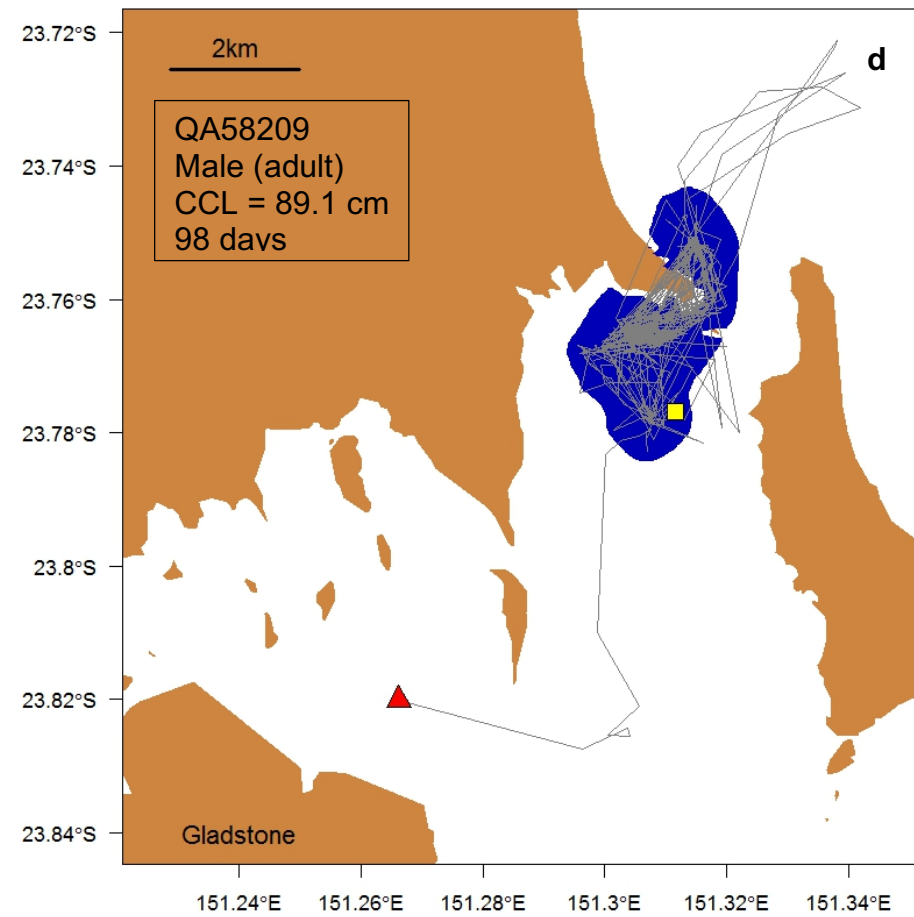 23.72°S
2km
d
QA58209
Male (adult)
CCL = 89.1 cm
98 days
23.74°S
23.76°S
23.78°S
23.8°S
23.82°S
23.84°S
Gladstone
151.24°E 151.26°E 151.28°E 151.3°E 151.32°E 151.34°E